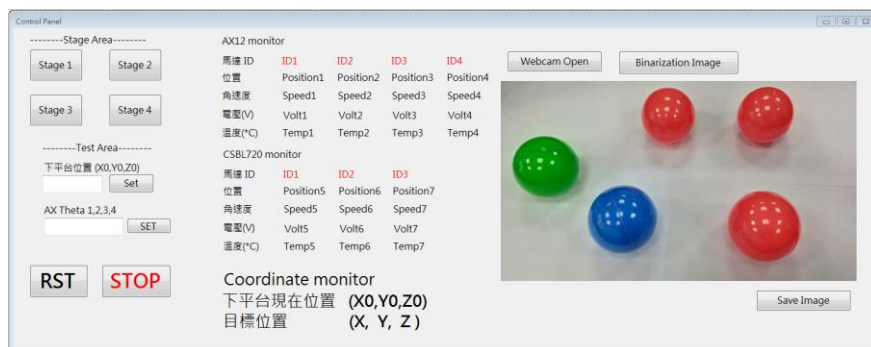 Control Panel
--------Stage Area--------
Stage 1 Stage 2
Stage 3 Stage 4
--------Test Area--------
下平台位置 (X0,Y0,Z0)
Set
AX Theta 1,2,3,4
SET
RST STOP
AX12 monitor
馬達 ID ID1 ID2 ID3 ID4
位置 Position1 Position2 Position3 Position4
角速度 Speed1 Speed2 Speed3 Speed4
電壓(V) Volt1 Volt2 Volt3 Volt4
溫度(°C) Temp1 Temp2 Temp3 Temp4
CSBL720 monitor
馬達 ID ID1 ID2 ID3
位置 Position5 Position6 Position7
角速度 Speed5 Speed6 Speed7
電壓(V) Volt5 Volt6 Volt7
溫度(°C) Temp5 Temp6 Temp7
Coordinate monitor
下平台現在位置 (X0,Y0,Z0)
目標位置 (X, Y, Z )
Webcam Open Binarization Image
Save Image